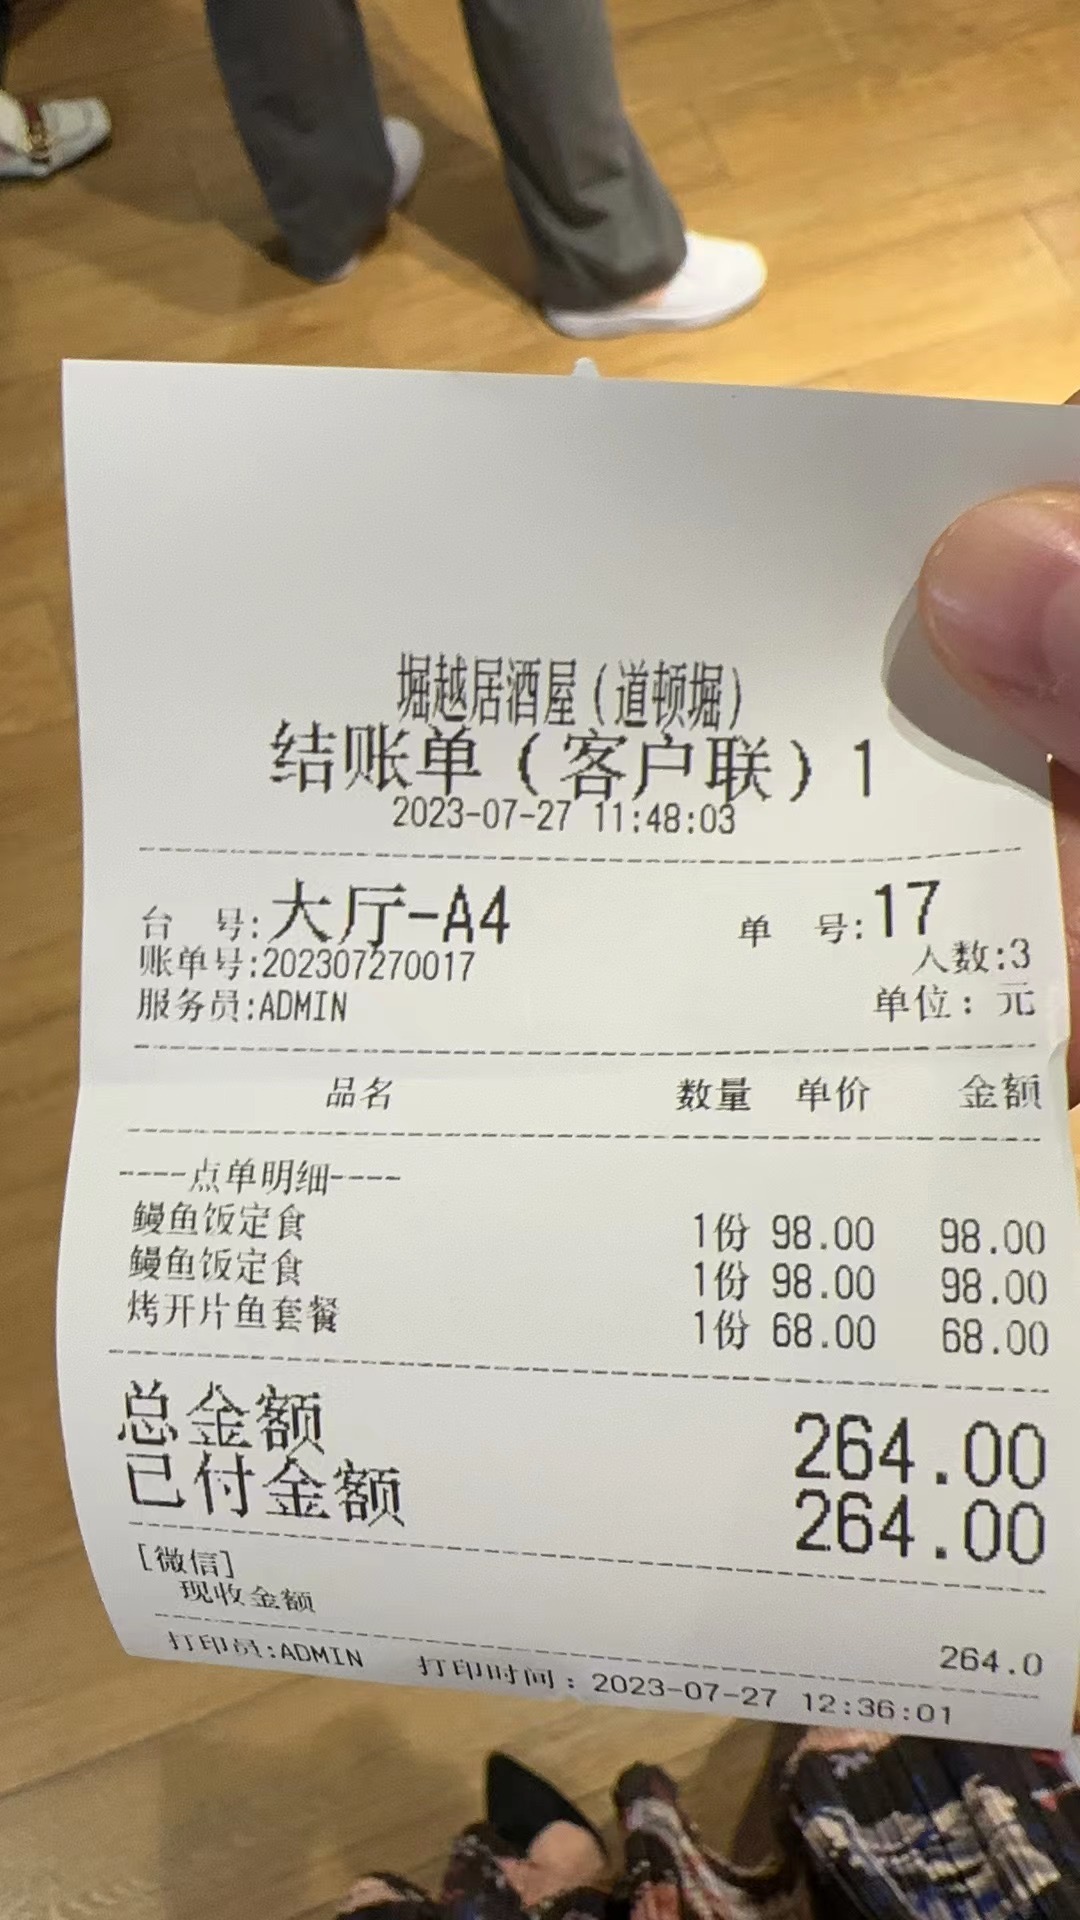 堀越居酒屋(道顿堀)
结账单(客户联)1
2023-07-27 11:48:03
台 号:大厅-A4 单 号:17
账单号:202307270017 人数:3
服务员:ADMIN 单位: 元
品名 数量 单价 金额
----点单明细----
鳗鱼饭定食 1份 98.00 98.00
鳗鱼饭定食 1份 98.00 98.00
烤开片鱼套餐 1份 68.00 68.00
总金额 264.00
已付金额 264.00
[微信]
现收金额 264.0
打印员:ADMIN 打印时间：2023-07-27 12:36:01